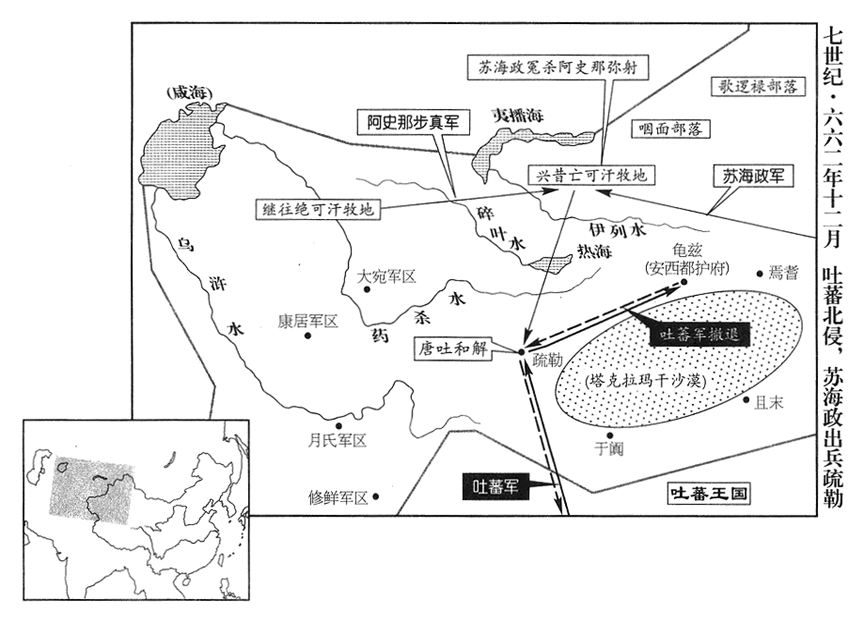 七世纪·六六二年十二月 吐蕃北侵，苏海政出兵疏勒
苏海政冤杀阿史那弥射
歌逻禄部落
(咸海)
阿史那步真军
夷播海
咽面部落
兴昔亡可汗牧地
苏海政军
继往绝可汗牧地
碎叶水
伊列水
乌浒水
热海
龟兹
(安西都护府)
焉耆
大宛军区
康居军区
药杀水
吐蕃军撤退
唐吐和解
疏勒
(塔克拉玛干沙漠)
且末
月氏军区
于阗
吐蕃军
修鲜军区
吐蕃王国